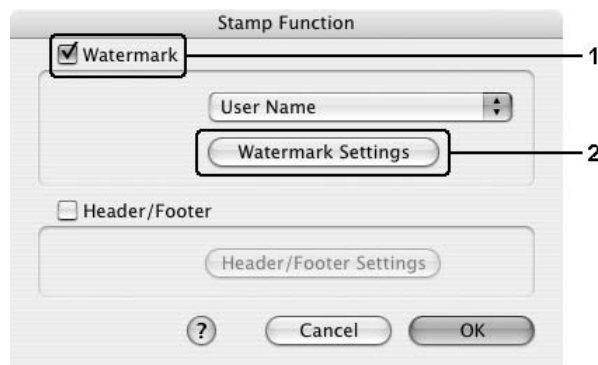 Stamp Function
Watermark
1
User Name
Watermark Settings
2
Header/Footer
Header/Footer Settings
?
Cancel
OK